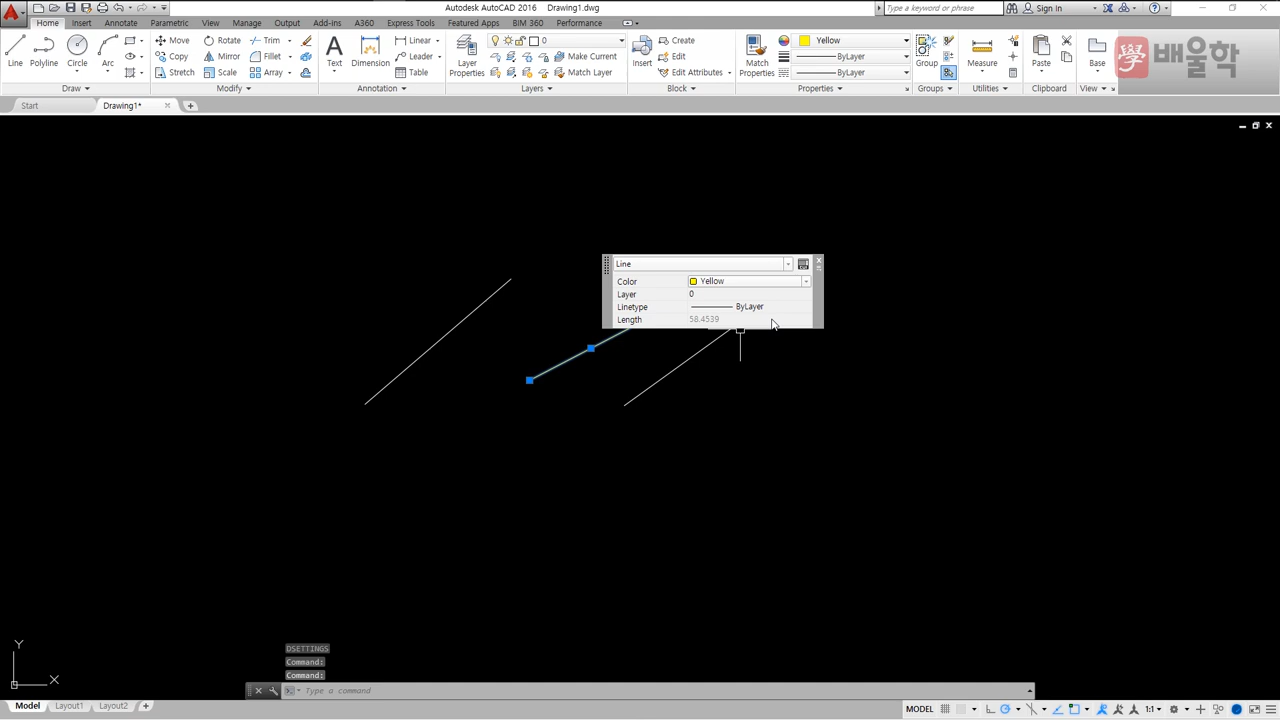 Autodesk AutoCAD 2016 Drawing1.dwg
Type a keyword or phrase
Sign In
Home Insert Annotate Parametric View Manage Output Add-ins A360 Express Tools Featured Apps BIM 360 Performance
Line
Polyline
Circle
Arc
Move
Copy
Stretch
Rotate
Mirror
Scale
Trim
Fillet
Array
Text
Dimension
Linear
Leader
Table
Layer
Properties
0
Make Current
Match Layer
Insert
Create
Edit
Edit Attributes
Match
Properties
Yellow
ByLayer
ByLayer
Group
Measure
Paste
Base
學 배울학
Draw
Modify
Annotation
Layers
Block
Properties
Groups
Utilities
Clipboard
View
Start
Drawing1*
Line
Color Yellow
Layer 0
Linetype ByLayer
Length 58.4539
Y
X
DSETTINGS
Command:
Command:
Type a command
Model Layout1 Layout2
MODEL
1:1